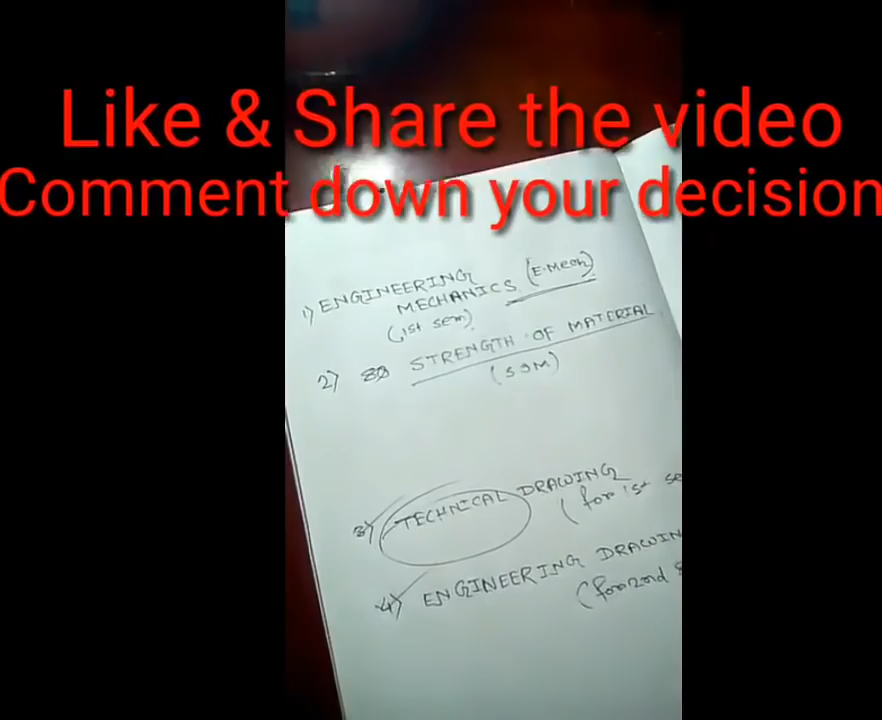 Like & Share the video
Comment down your decision
1) ENGINEERING
MECHANICS (E.Mech)
(1st sem)
2) STRENGTH OF MATERIAL
(SOM)
3) TECHNICAL DRAWING
(for 1st se
4) ENGINEERING DRAWIN
(for 2nd s